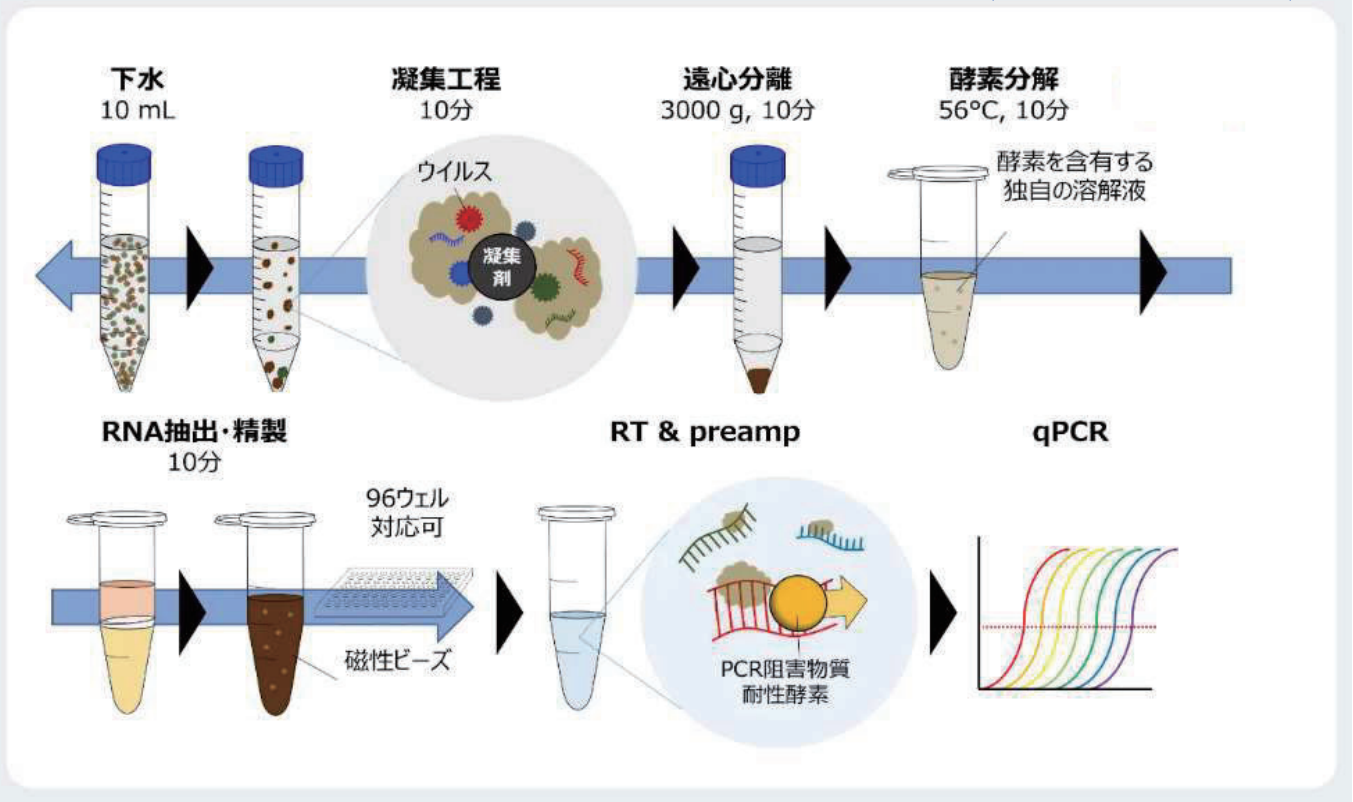 下水
10 mL
凝集工程
10分
遠心分離
3000 g, 10分
酵素分解
56°C, 10分
ウイルス
凝集
剤
酵素を含有する
独自の溶解液
RNA抽出・精製
10分
96ウェル
対応可
磁性ビーズ
RT & preamp
PCR阻害物質
耐性酵素
qPCR